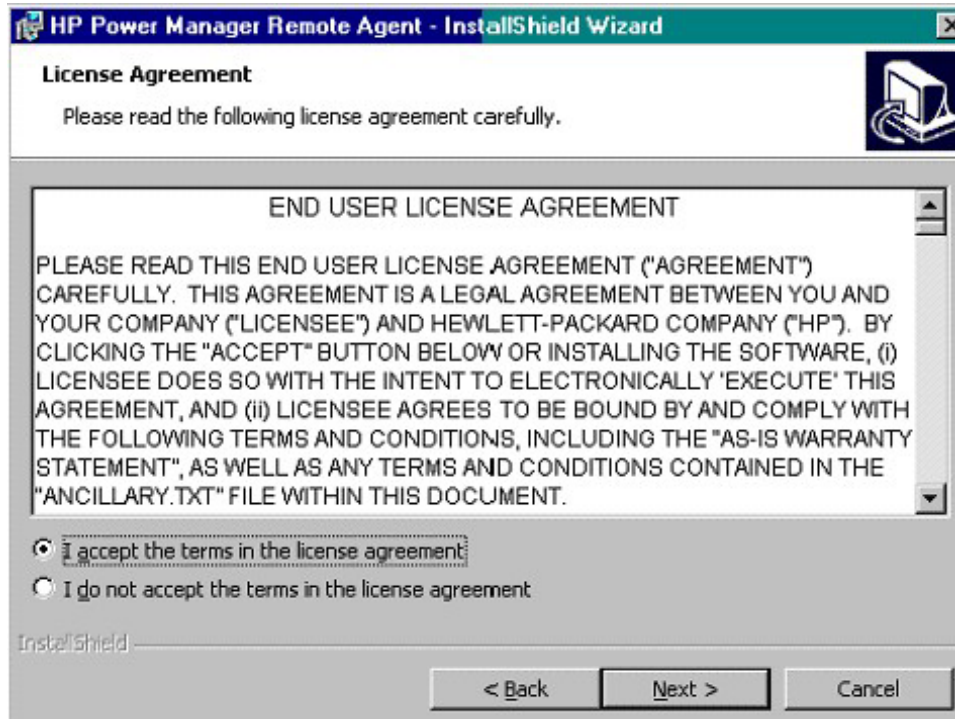 HP Power Manager Remote Agent - InstallShield Wizard
License Agreement
Please read the following license agreement carefully.
END USER LICENSE AGREEMENT
PLEASE READ THIS END USER LICENSE AGREEMENT ("AGREEMENT")
CAREFULLY. THIS AGREEMENT IS A LEGAL AGREEMENT BETWEEN YOU AND
YOUR COMPANY ("LICENSEE") AND HEWLETT-PACKARD COMPANY ("HP"). BY
CLICKING THE "ACCEPT" BUTTON BELOW OR INSTALLING THE SOFTWARE, (i)
LICENSEE DOES SO WITH THE INTENT TO ELECTRONICALLY 'EXECUTE' THIS
AGREEMENT, AND (ii) LICENSEE AGREES TO BE BOUND BY AND COMPLY WITH
THE FOLLOWING TERMS AND CONDITIONS, INCLUDING THE "AS-IS WARRANTY
STATEMENT", AS WELL AS ANY TERMS AND CONDITIONS CONTAINED IN THE
"ANCILLARY.TXT" FILE WITHIN THIS DOCUMENT.
I accept the terms in the license agreement
I do not accept the terms in the license agreement
InstallShield
< Back Next > Cancel